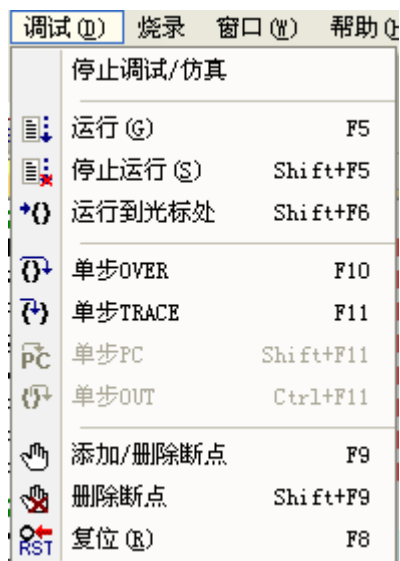 调试(D) 烧录 窗口(W) 帮助(H
停止调试/仿真
运行(G) F5
停止运行(S) Shift+F5
运行到光标处 Shift+F6
单步OVER F10
单步TRACE F11
PC 单步PC Shift+F11
单步OUT Ctrl+F11
添加/删除断点 F9
删除断点 Shift+F9
RST 复位(R) F8